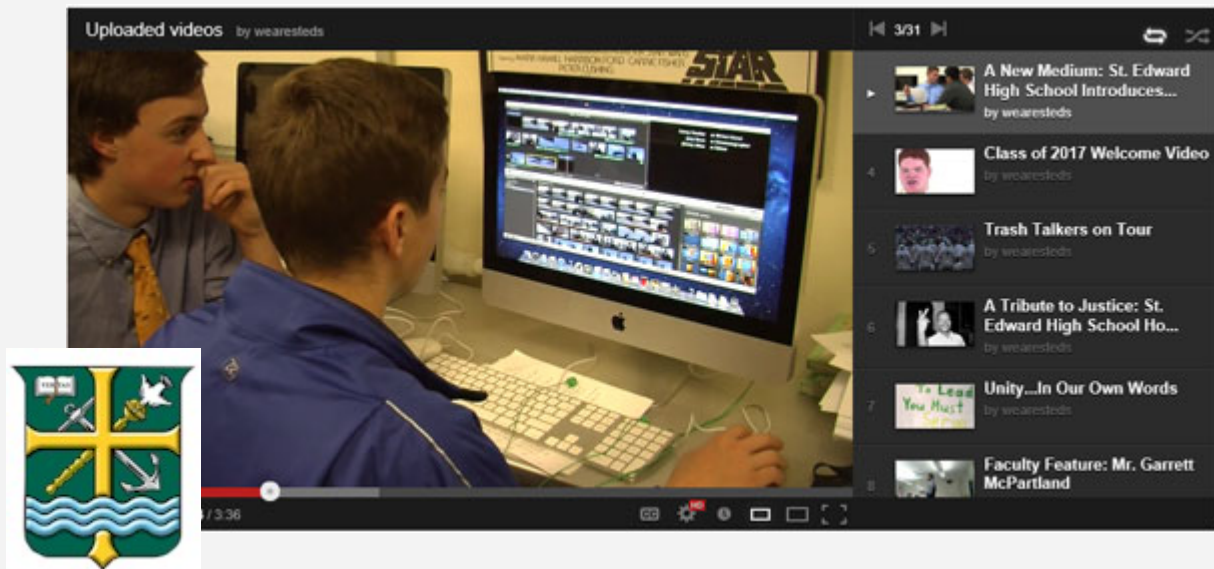 Uploaded videos by wearesteds
3/31
STAR
A New Medium: St. Edward
High School Introduces...
by wearesteds
4
Class of 2017 Welcome Video
by wearesteds
5
Trash Talkers on Tour
by wearesteds
6
A Tribute to Justice: St.
Edward High School Ho...
by wearesteds
7
To Lead
You Must
Unity...In Our Own Words
by wearesteds
8
Faculty Feature: Mr. Garrett
McPartland
/ 3:36
CC
HD